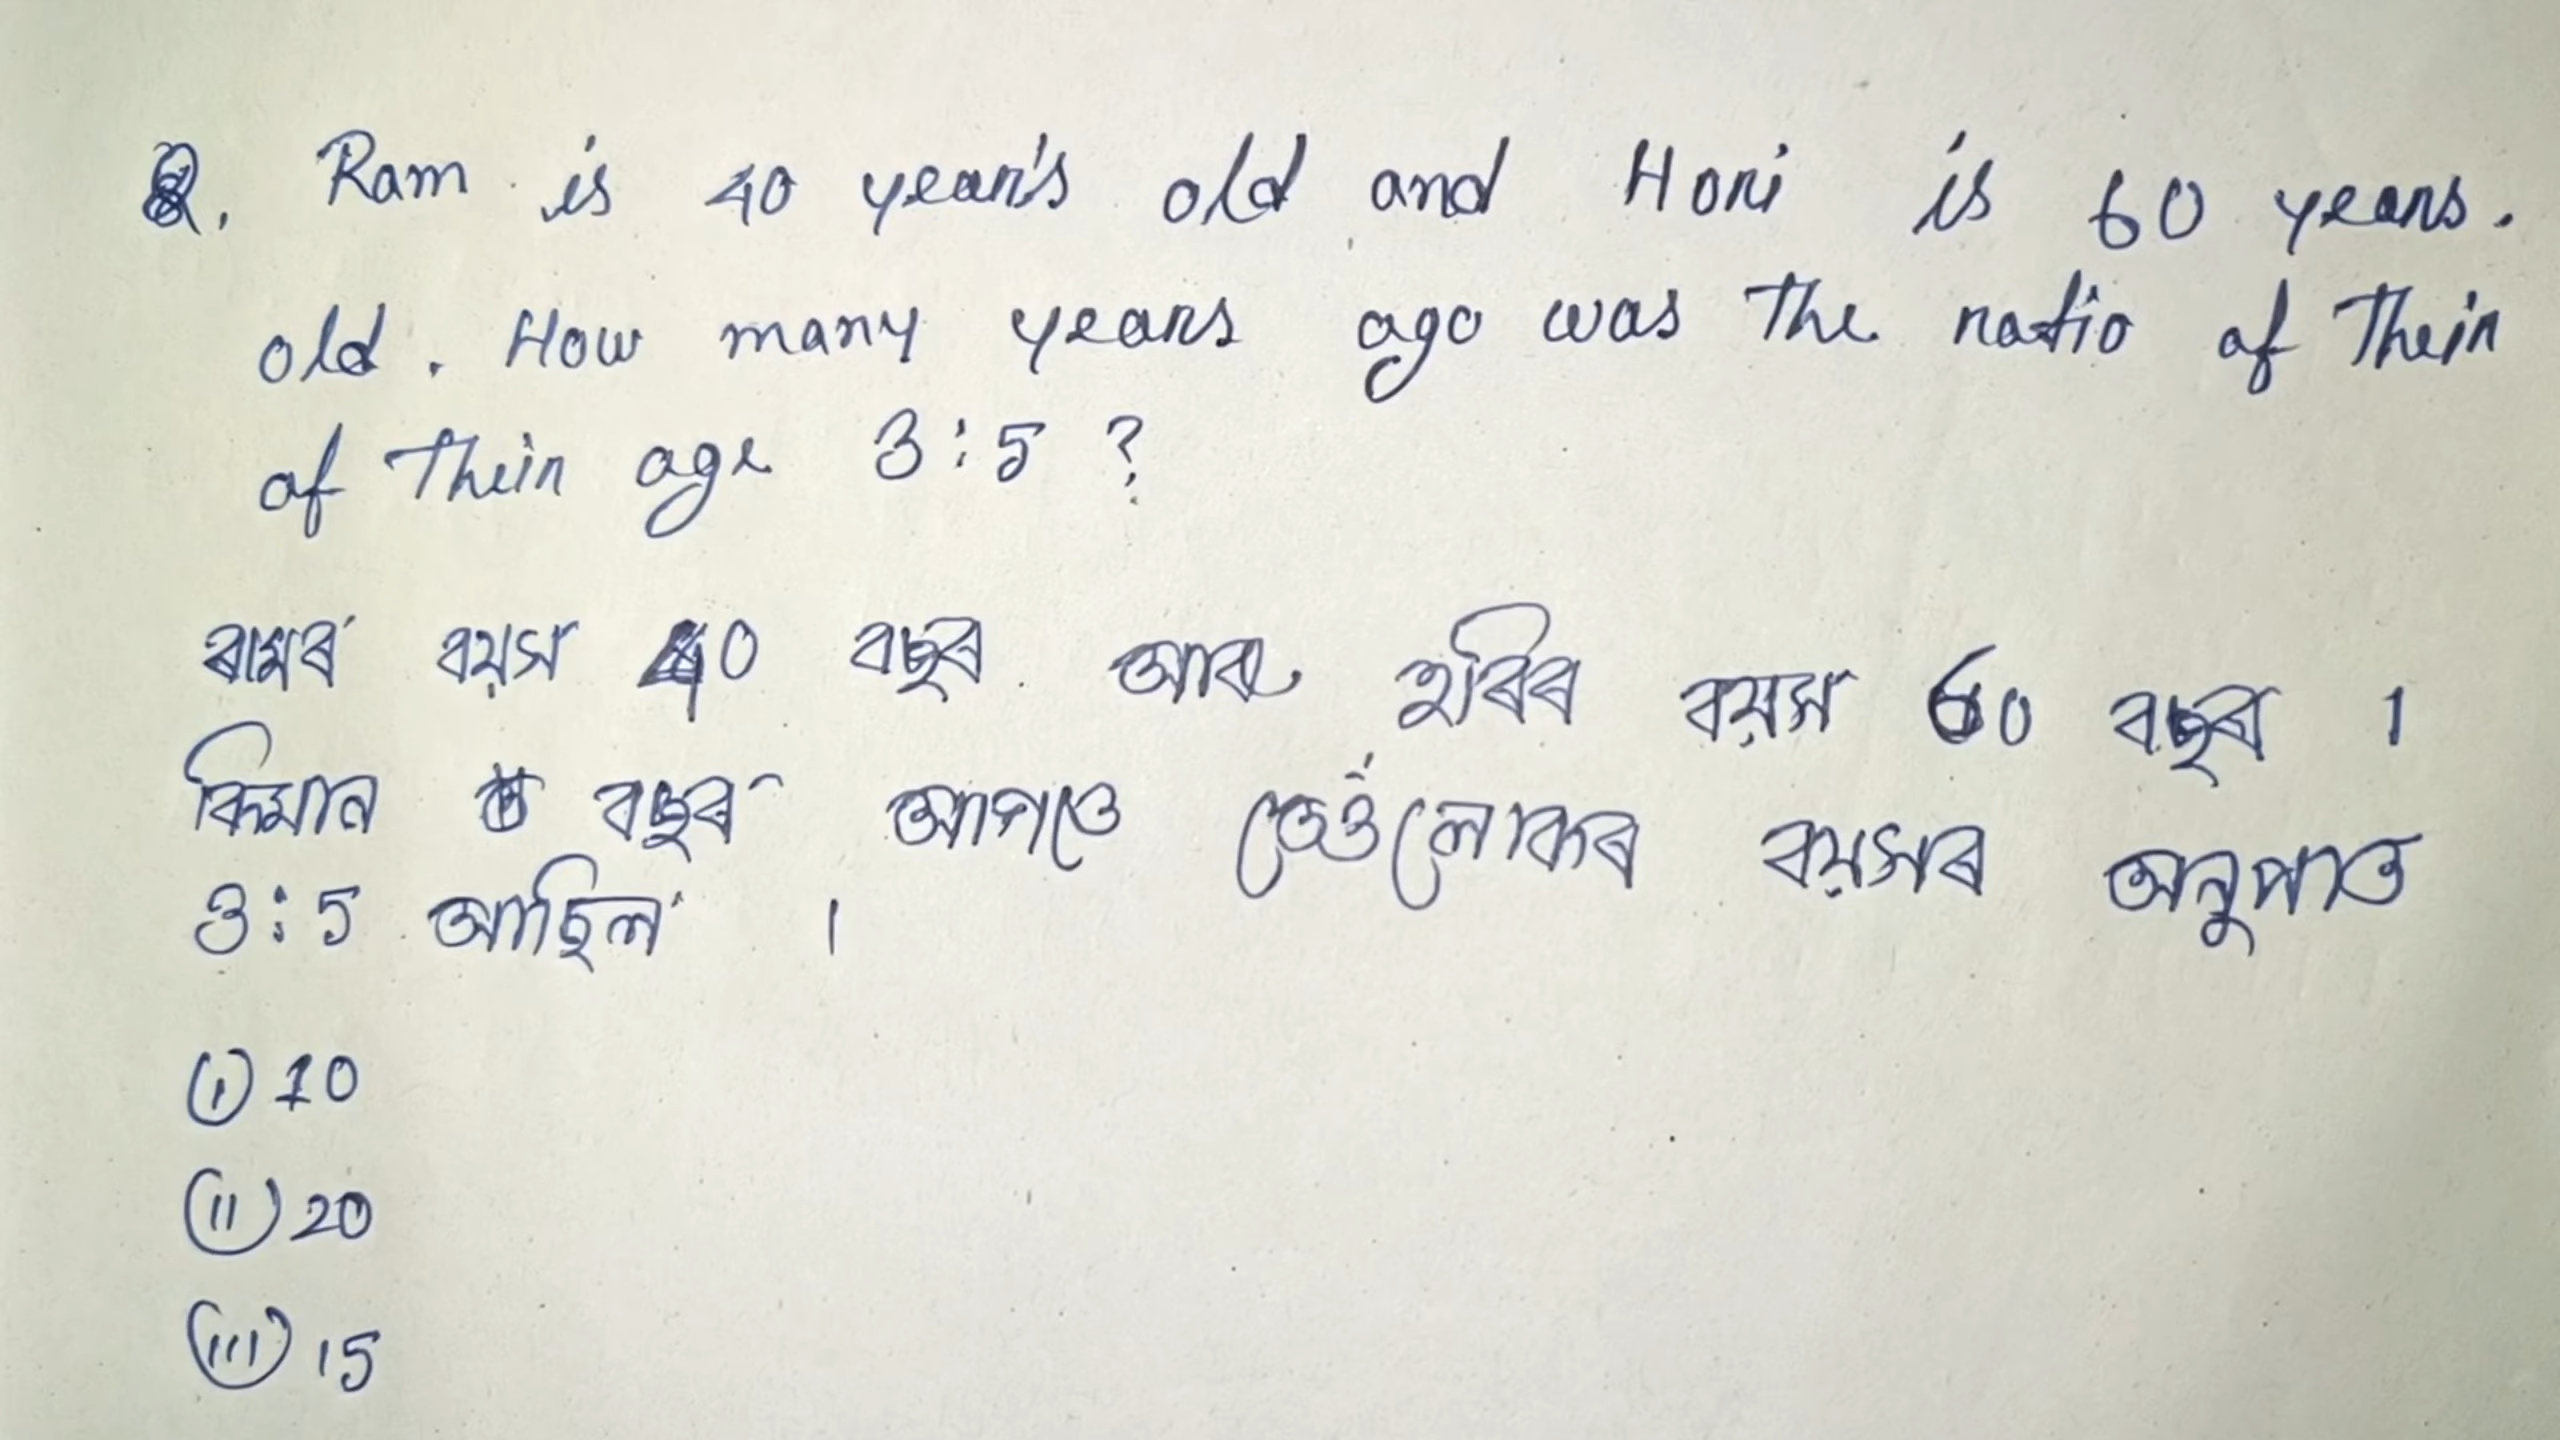 Q. Ram is 40 year's old and Hori is 60 years.
old. How many years ago was the ratio of Their
of Their age 3:5 ?
ৰামৰ বয়স 40 বছৰ আৰু হৰিৰ বয়স 60 বছৰ ।
কিমান বছৰ আগতে তেওঁলোকৰ বয়সৰ অনুপাত
3:5 আছিল ।
(i) 10
(ii) 20
(iii) 15